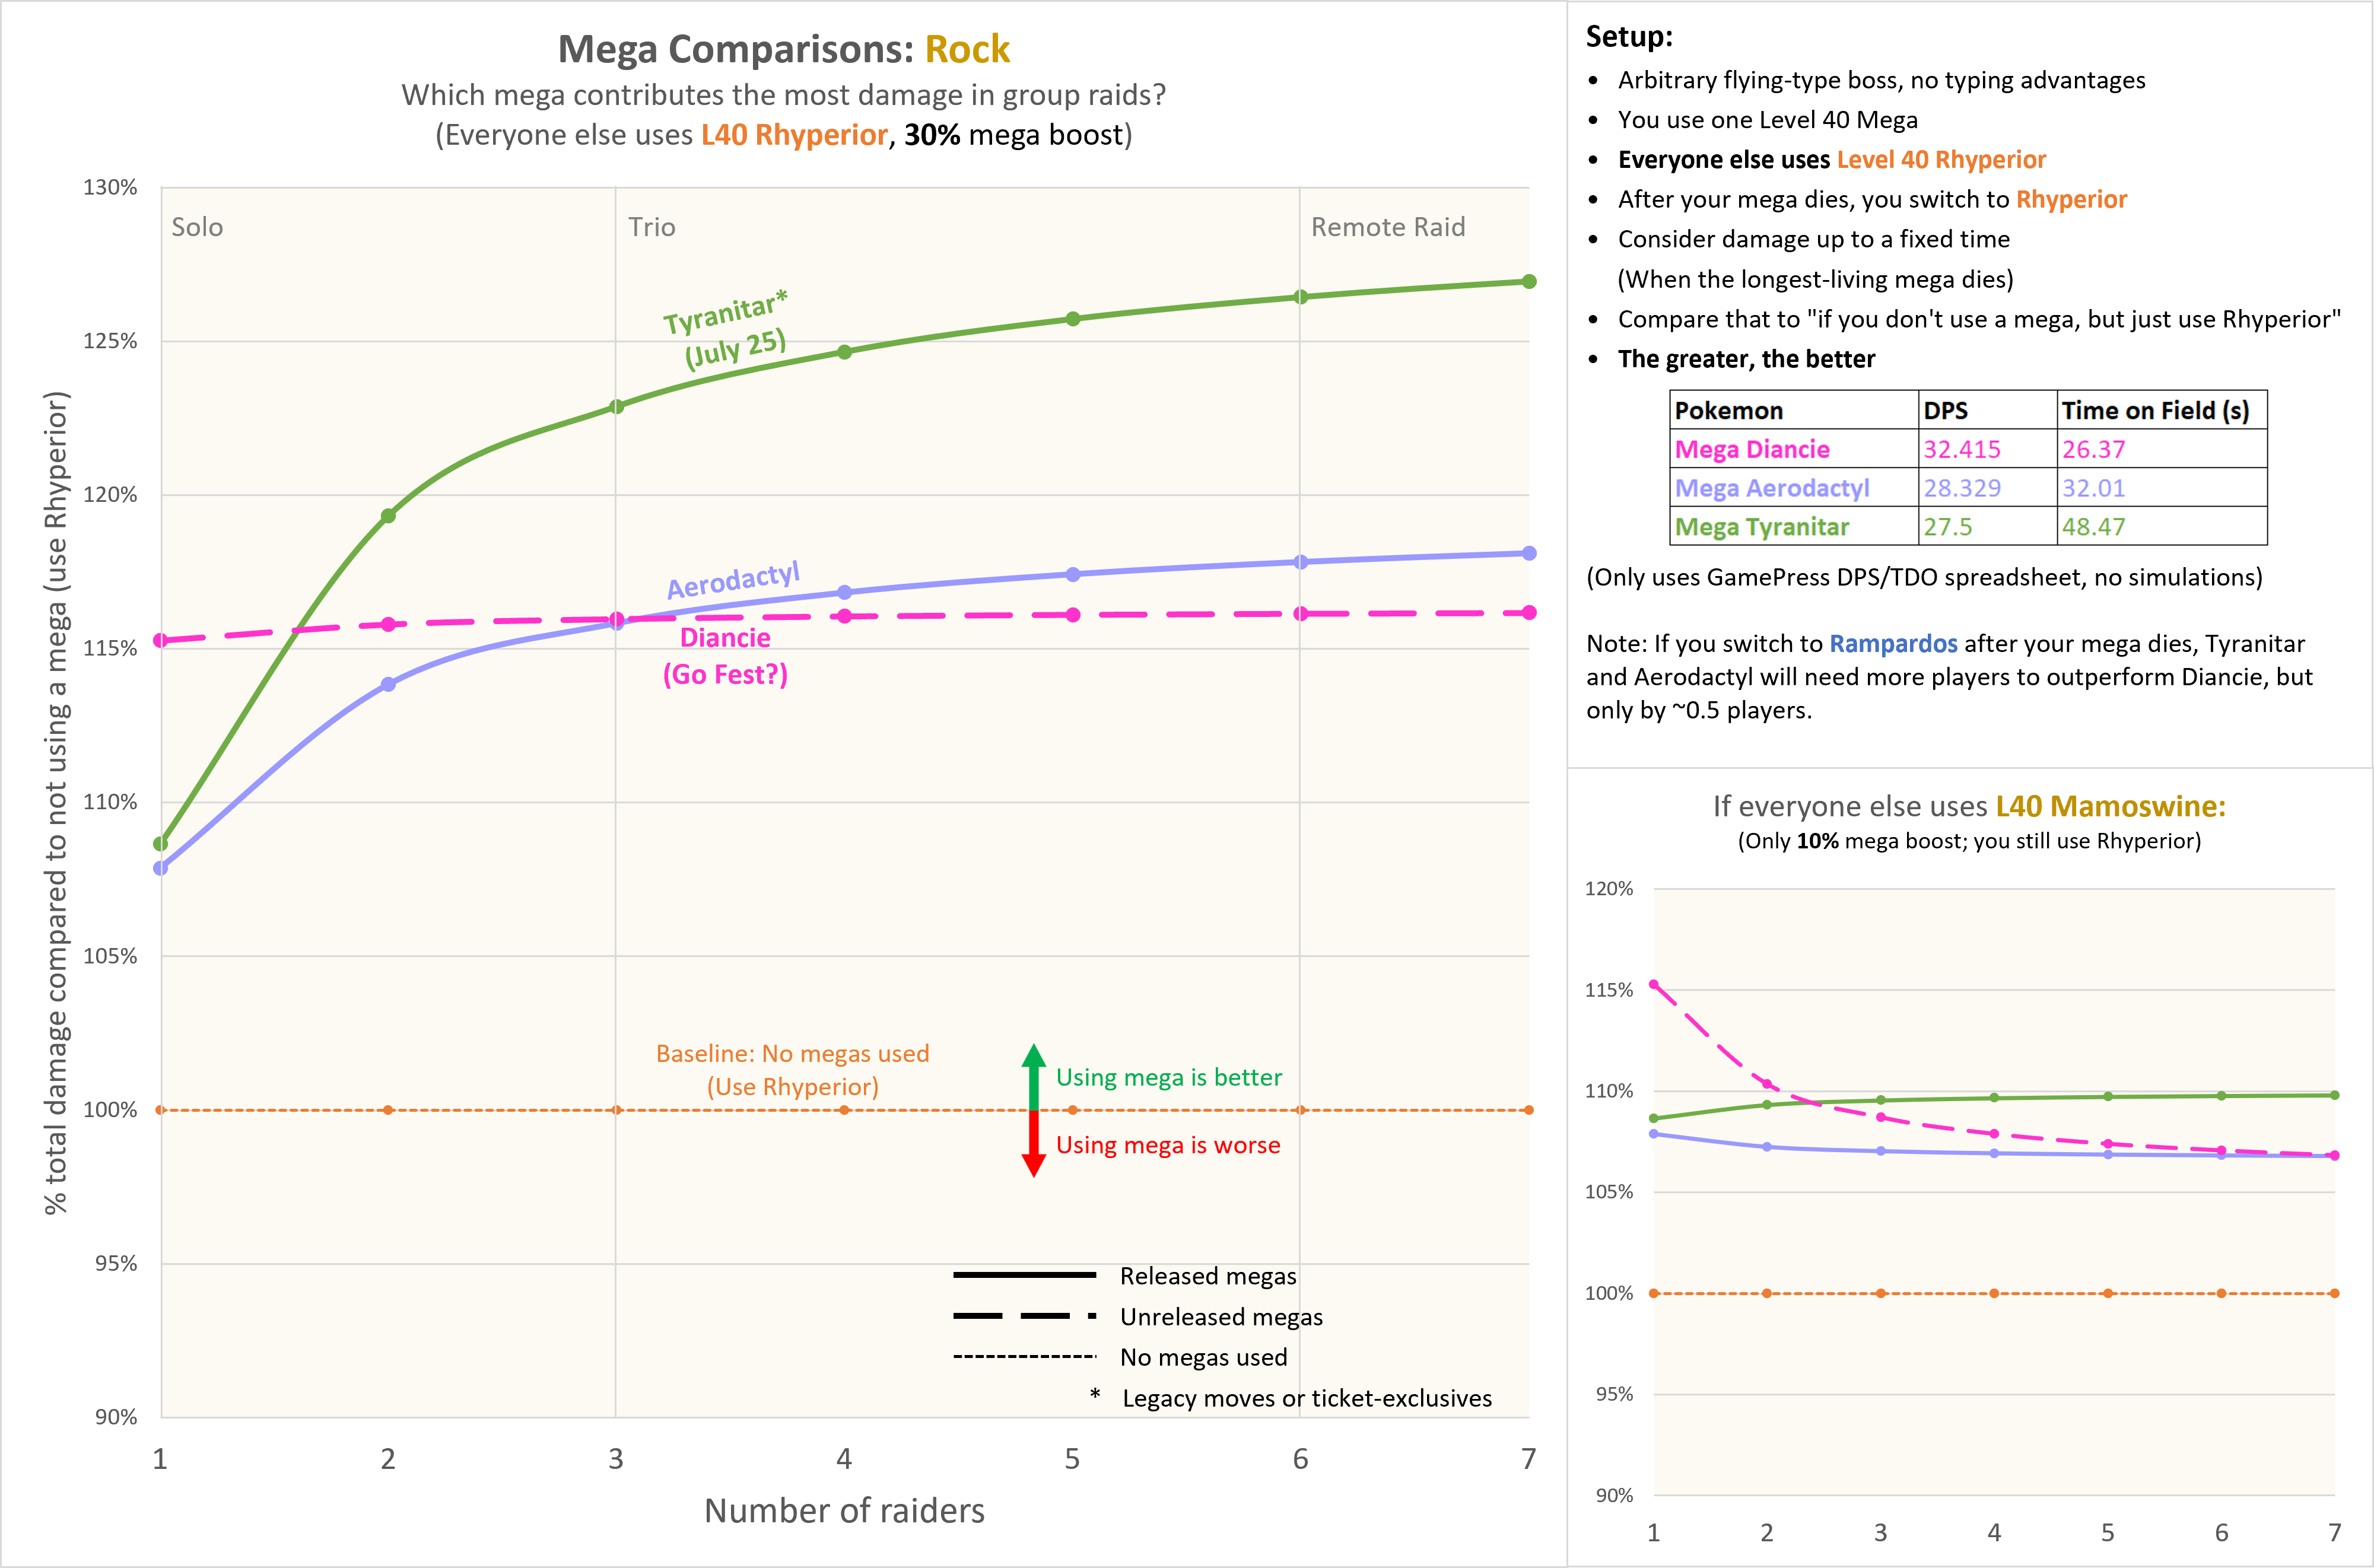 Mega Comparisons: Rock
Which mega contributes the most damage in group raids?
(Everyone else uses L40 Rhyperior, 30% mega boost)
% total damage compared to not using a mega (use Rhyperior)
130%
125%
120%
115%
110%
105%
100%
95%
90%
Solo
Trio
Remote Raid
Tyranitar*
(July 25)
Aerodactyl
Diancie
(Go Fest?)
Baseline: No megas used
(Use Rhyperior)
Using mega is better
Using mega is worse
Released megas
Unreleased megas
No megas used
* Legacy moves or ticket-exclusives
1 2 3 4 5 6 7
Number of raiders
Setup:
• Arbitrary flying-type boss, no typing advantages
• You use one Level 40 Mega
• Everyone else uses Level 40 Rhyperior
• After your mega dies, you switch to Rhyperior
• Consider damage up to a fixed time
(When the longest-living mega dies)
• Compare that to "if you don't use a mega, but just use Rhyperior"
• The greater, the better
Pokemon DPS Time on Field (s)
Mega Diancie 32.415 26.37
Mega Aerodactyl 28.329 32.01
Mega Tyranitar 27.5 48.47
(Only uses GamePress DPS/TDO spreadsheet, no simulations)
Note: If you switch to Rampardos after your mega dies, Tyranitar
and Aerodactyl will need more players to outperform Diancie, but
only by ~0.5 players.
If everyone else uses L40 Mamoswine:
(Only 10% mega boost; you still use Rhyperior)
120%
115%
110%
105%
100%
95%
90%
1 2 3 4 5 6 7